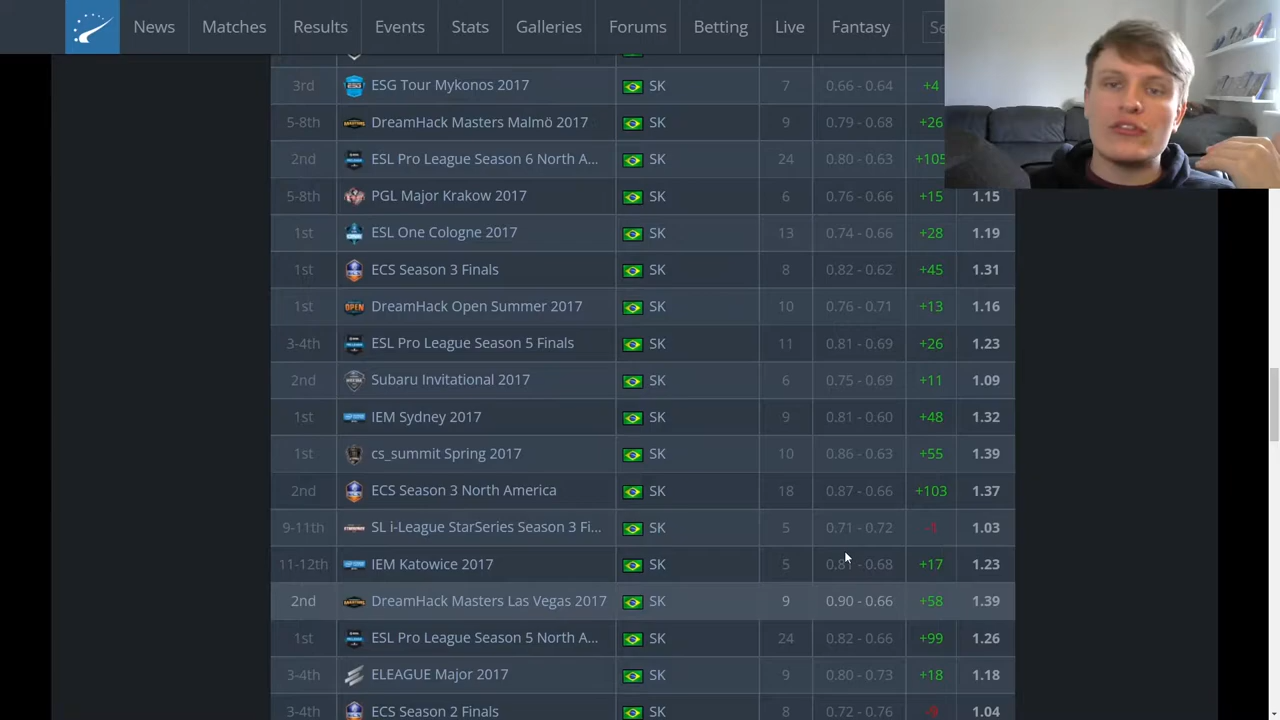 News Matches Results Events Stats Galleries Forums Betting Live Fantasy Se
3rd ESG Tour Mykonos 2017 SK 7 0.66 - 0.64 +4
5-8th DreamHack Masters Malmö 2017 SK 9 0.79 - 0.68 +26
2nd ESL Pro League Season 6 North A... SK 24 0.80 - 0.63 +105
5-8th PGL Major Krakow 2017 SK 6 0.76 - 0.66 +15 1.15
1st ESL One Cologne 2017 SK 13 0.74 - 0.66 +28 1.19
1st ECS Season 3 Finals SK 8 0.82 - 0.62 +45 1.31
1st DreamHack Open Summer 2017 SK 10 0.76 - 0.71 +13 1.16
3-4th ESL Pro League Season 5 Finals SK 11 0.81 - 0.69 +26 1.23
2nd Subaru Invitational 2017 SK 6 0.75 - 0.69 +11 1.09
1st IEM Sydney 2017 SK 9 0.81 - 0.60 +48 1.32
1st cs_summit Spring 2017 SK 10 0.86 - 0.63 +55 1.39
2nd ECS Season 3 North America SK 18 0.87 - 0.66 +103 1.37
9-11th SL i-League StarSeries Season 3 Fi... SK 5 0.71 - 0.72 1.03
11-12th IEM Katowice 2017 SK 5 - 0.68 +17 1.23
2nd DreamHack Masters Las Vegas 2017 SK 9 0.90 - 0.66 +58 1.39
1st ESL Pro League Season 5 North A... SK 24 0.82 - 0.66 +99 1.26
3-4th ELEAGUE Major 2017 SK 9 0.80 - 0.73 +18 1.18
3-4th ECS Season 2 Finals SK 8 0.72 - 0.76 1.04